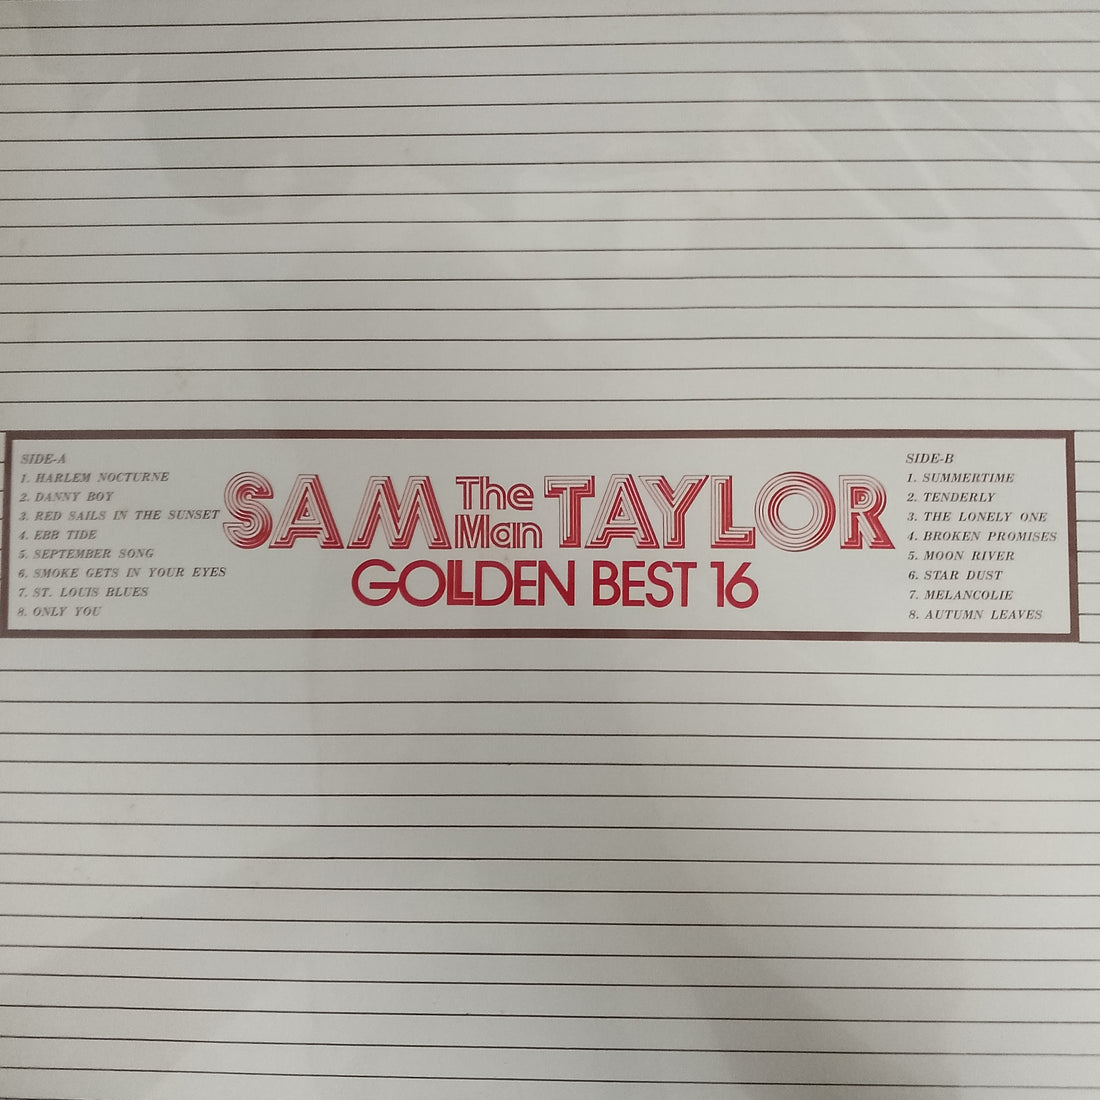 SIDE-A
1. HARLEM NOCTURNE
2. DANNY BOY
3. RED SAILS IN THE SUNSET
4. EBB TIDE
5. SEPTEMBER SONG
6. SMOKE GETS IN YOUR EYES
7. ST. LOUIS BLUES
8. ONLY YOU
SAM The Man TAYLOR
GOLLDEN BEST 16
SIDE-B
1. SUMMERTIME
2. TENDERLY
3. THE LONELY ONE
4. BROKEN PROMISES
5. MOON RIVER
6. STAR DUST
7. MELANCOLIE
8. AUTUMN LEAVES